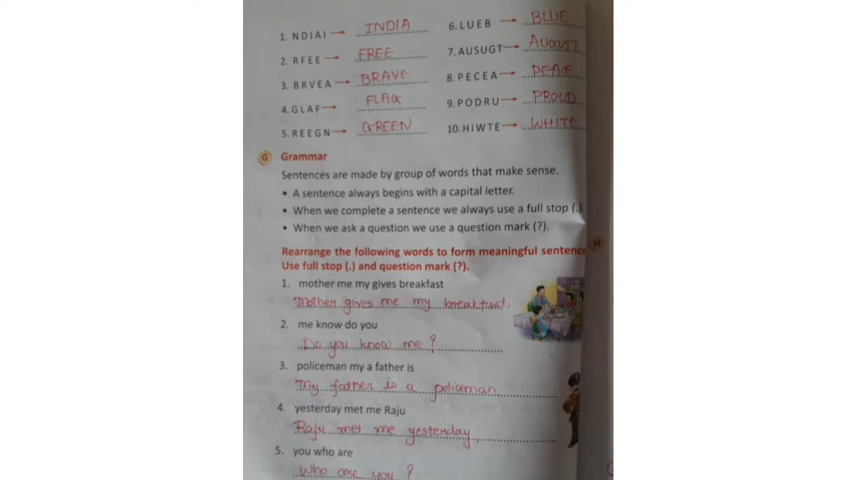 1. NDIAI → INDIA
6. LUEB → BLUE
2. RFEE → FREE
7. AUSUGT → AUGUST
3. BRVEA → BRAVE
8. PECEA → PEACE
4. GLAF → FLAG
9. PODRU → PROUD
5. REEGN → GREEN
10. HIWTE → WHITE
G Grammar
Sentences are made by group of words that make sense.
• A sentence always begins with a capital letter.
• When we complete a sentence we always use a full stop (.).
• When we ask a question we use a question mark (?).
H
Rearrange the following words to form meaningful sentence
Use full stop (.) and question mark (?).
1. mother me my gives breakfast
Mother gives me my breakfast.
2. me know do you
Do you know me?
3. policeman my a father is
My father is a policeman
4. yesterday met me Raju
Raju met me yesterday
5. you who are
Who are you?